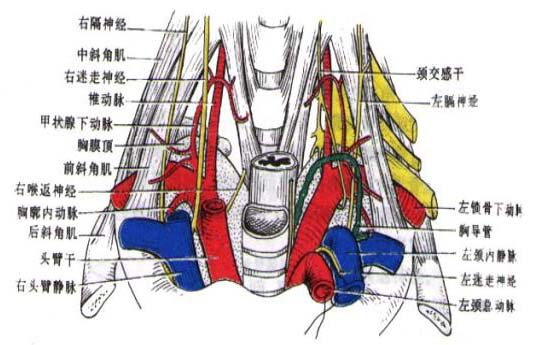 右隔神经
中斜角肌
右迷走神经
椎动脉
甲状腺下动脉
胸膜顶
前斜角肌
右喉返神经
胸廓内动脉
后斜角肌
头臂干
右头臂静脉
颈交感干
左膈神经
左锁骨下动脉
胸导管
左颈内静脉
左迷走神经
左颈总动脉